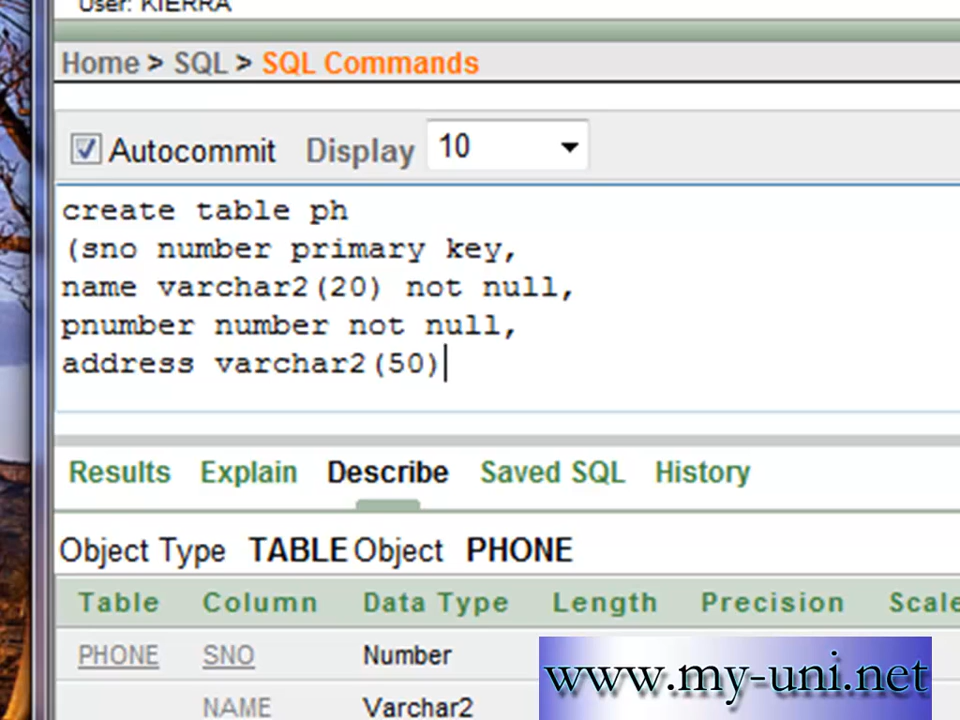 User: KIERRA
Home > SQL > SQL Commands
Autocommit Display 10
create table ph
(sno number primary key,
name varchar2(20) not null,
pnumber number not null,
address varchar2(50)
Results Explain Describe Saved SQL History
Object Type TABLE Object PHONE
Table Column Data Type Length Precision Scale
PHONE SNO Number
NAME Varchar2
www.my-uni.net